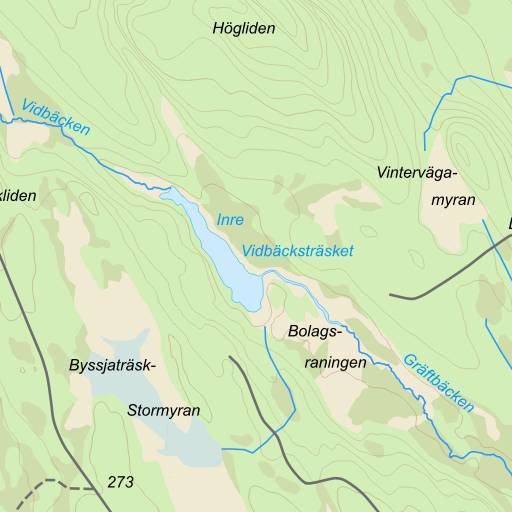 Högliden
Vidbäcken
Vinterväga-
myran
kliden
Inre
Vidbäcksträsket
Bolags-
raningen
Gräftbäcken
Byssjaträsk-
Stormyran
273